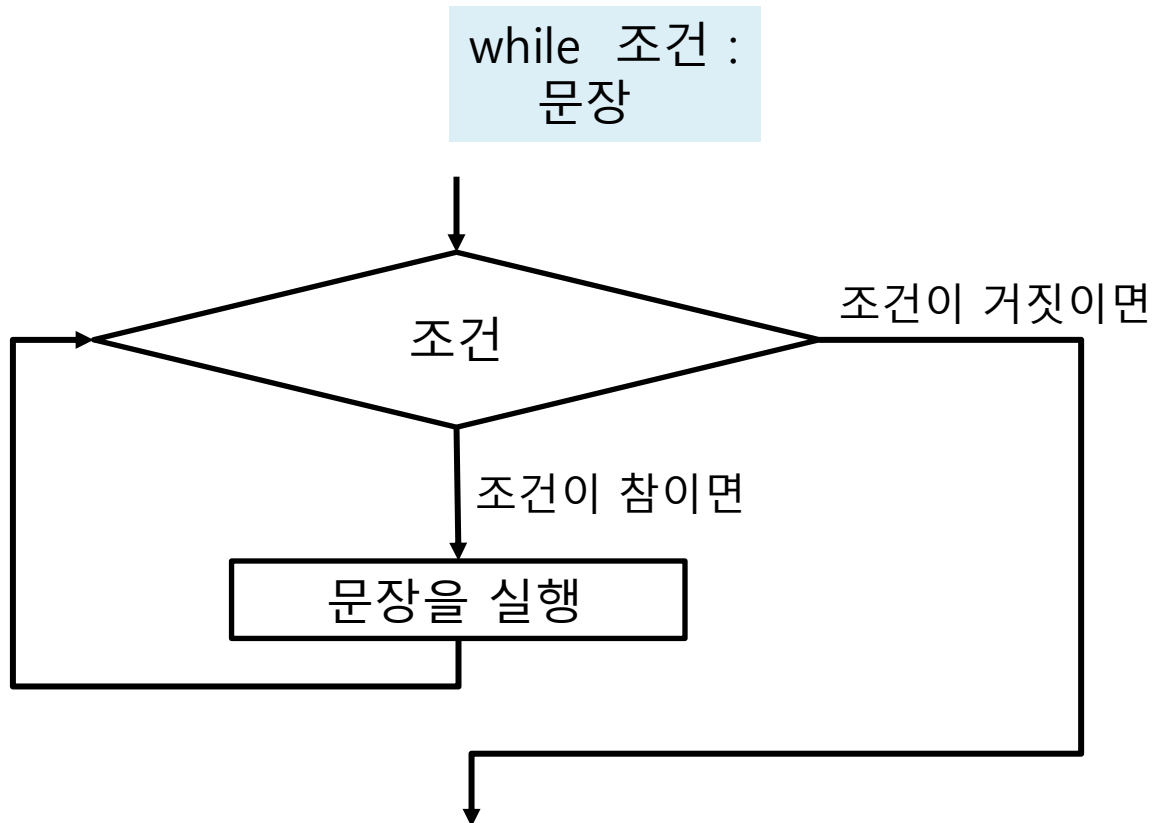 while 조건 :
문장
조건이 거짓이면
조건
조건이 참이면
문장을 실행